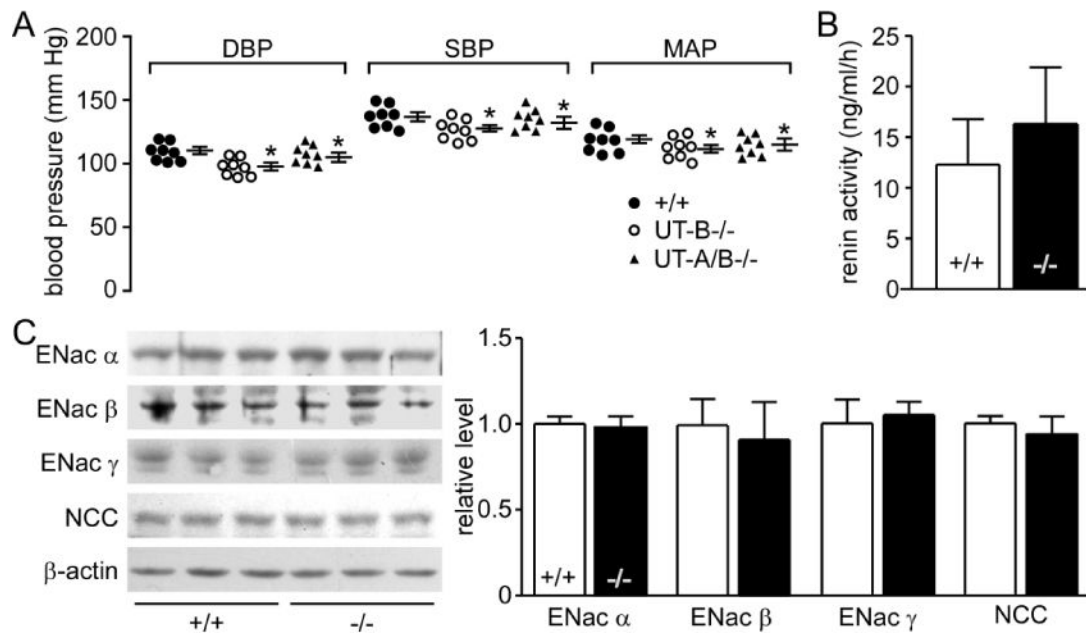 A
blood pressure (mm Hg)
200
150
100
50
0
DBP
SBP
MAP
*
*
*
*
*
*
+/+
UT-B-/-
UT-A/B-/-
B
renin activity (ng/ml/h)
25
20
15
10
5
0
+/+
-/-
C
ENac α
ENac β
ENac γ
NCC
β-actin
+/+
-/-
relative level
1.5
1.0
0.5
0
+/+
-/-
ENac α
ENac β
ENac γ
NCC